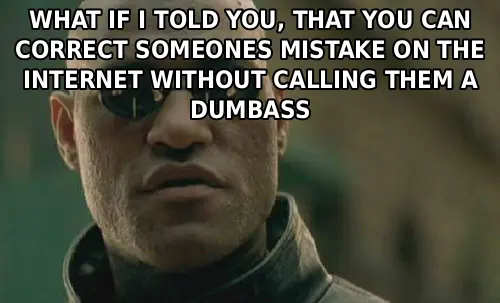 WHAT IF I TOLD YOU, THAT YOU CAN
CORRECT SOMEONES MISTAKE ON THE
INTERNET WITHOUT CALLING THEM A
DUMBASS